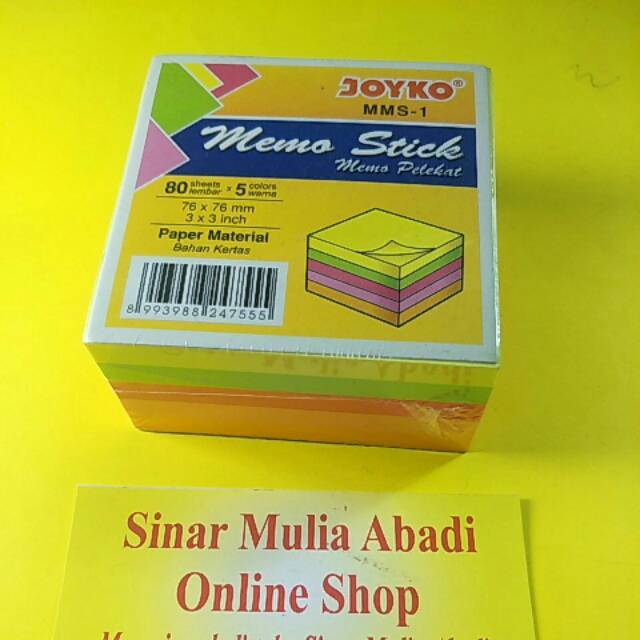 JOYKO®
MMS-1
Memo Stick
Memo Pelekat
80 sheets lembar x 5 colors warna
76 x 76 mm
3 x 3 inch
Paper Material
Bahan Kertas
8 993988 247555
Sinar Mulia Abadi
Online Shop